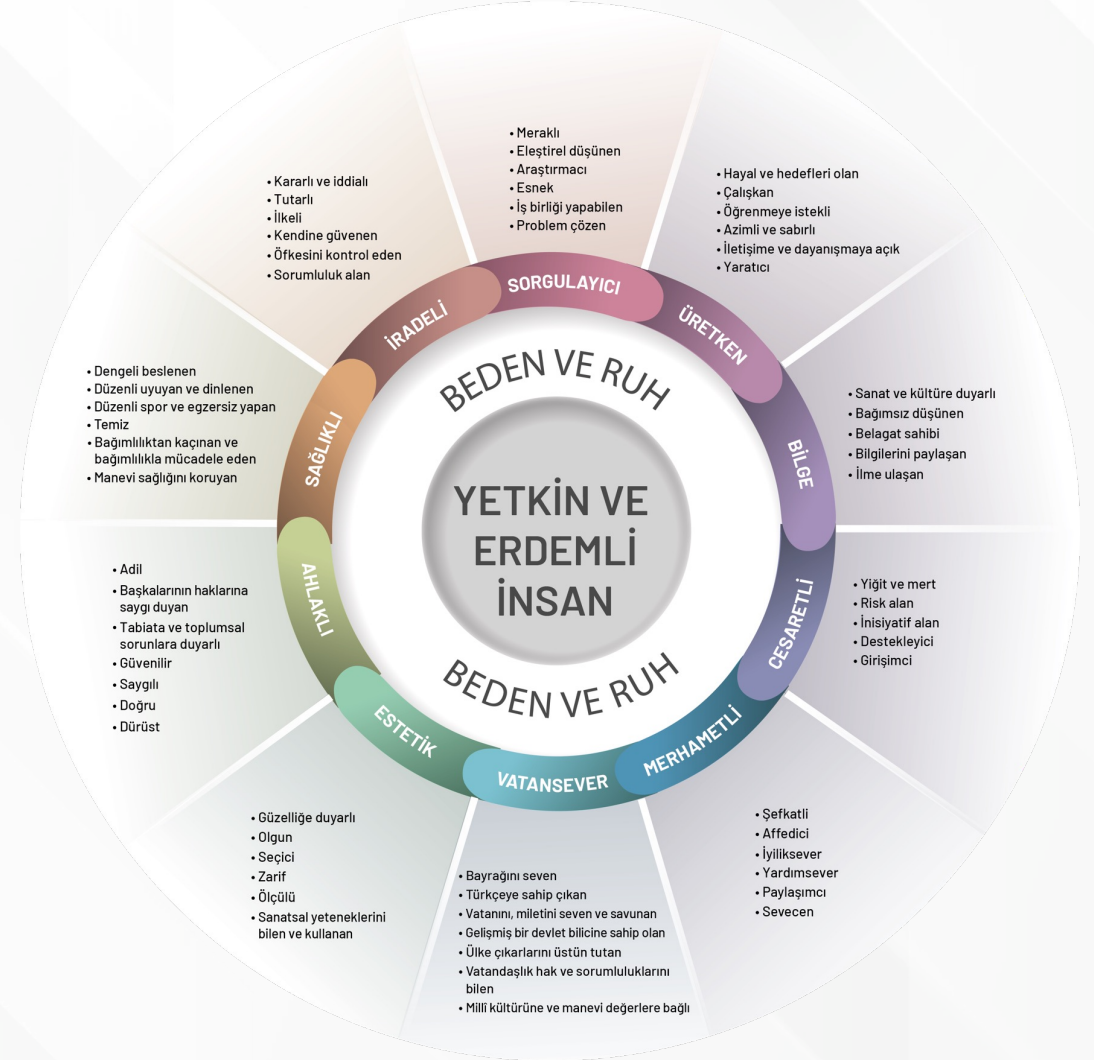 YETKİN VE
ERDEMLİ
İNSAN
BEDEN VE RUH
BEDEN VE RUH
SORGULAYICI
• Meraklı
• Eleştirel düşünen
• Araştırmacı
• Esnek
• İş birliği yapabilen
• Problem çözen
ÜRETKEN
• Hayal ve hedefleri olan
• Çalışkan
• Öğrenmeye istekli
• Azimli ve sabırlı
• İletişime ve dayanışmaya açık
• Yaratıcı
BİLGE
• Sanat ve kültüre duyarlı
• Bağımsız düşünen
• Belagat sahibi
• Bilgilerini paylaşan
• İlme ulaşan
CESARETLİ
• Yiğit ve mert
• Risk alan
• İnisiyatif alan
• Destekleyici
• Girişimci
MERHAMETLİ
• Şefkatli
• Affedici
• İyiliksever
• Yardımsever
• Paylaşımcı
• Sevecen
VATANSEVER
• Bayrağını seven
• Türkçeye sahip çıkan
• Vatanını, miletini seven ve savunan
• Gelişmiş bir devlet bilicine sahip olan
• Ülke çıkarlarını üstün tutan
• Vatandaşlık hak ve sorumluluklarını
bilen
• Millî kültürüne ve manevi değerlere bağlı
ESTETİK
• Güzelliğe duyarlı
• Olgun
• Seçici
• Zarif
• Ölçülü
• Sanatsal yeteneklerini
bilen ve kullanan
AHLAKLI
• Adil
• Başkalarının haklarına
saygı duyan
• Tabiata ve toplumsal
sorunlara duyarlı
• Güvenilir
• Saygılı
• Doğru
• Dürüst
SAĞLIKLI
• Dengeli beslenen
• Düzenli uyuyan ve dinlenen
• Düzenli spor ve egzersiz yapan
• Temiz
• Bağımlılıktan kaçınan ve
bağımlılıkla mücadele eden
• Manevi sağlığını koruyan
İRADELİ
• Kararlı ve iddialı
• Tutarlı
• İlkeli
• Kendine güvenen
• Öfkesini kontrol eden
• Sorumluluk alan